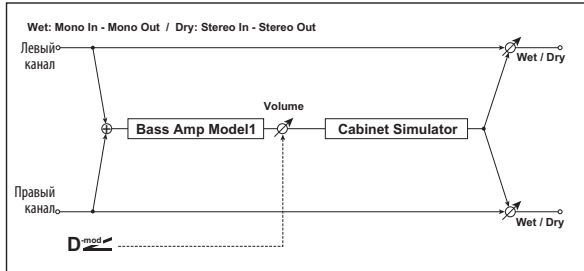 Wet: Mono In - Mono Out / Dry: Stereo In - Stereo Out
Левый
канал
Wet / Dry
Volume
Bass Amp Model1
Cabinet Simulator
Правый
канал
Wet / Dry
D-mod